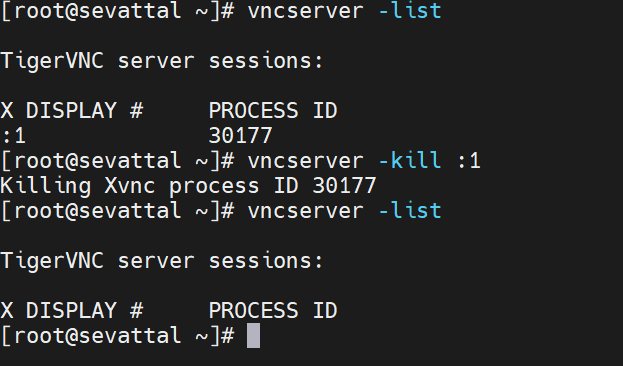 [root@sevattal ~]# vncserver -list
TigerVNC server sessions:
X DISPLAY #     PROCESS ID
:1              30177
[root@sevattal ~]# vncserver -kill :1
Killing Xvnc process ID 30177
[root@sevattal ~]# vncserver -list
TigerVNC server sessions:
X DISPLAY #     PROCESS ID
[root@sevattal ~]#